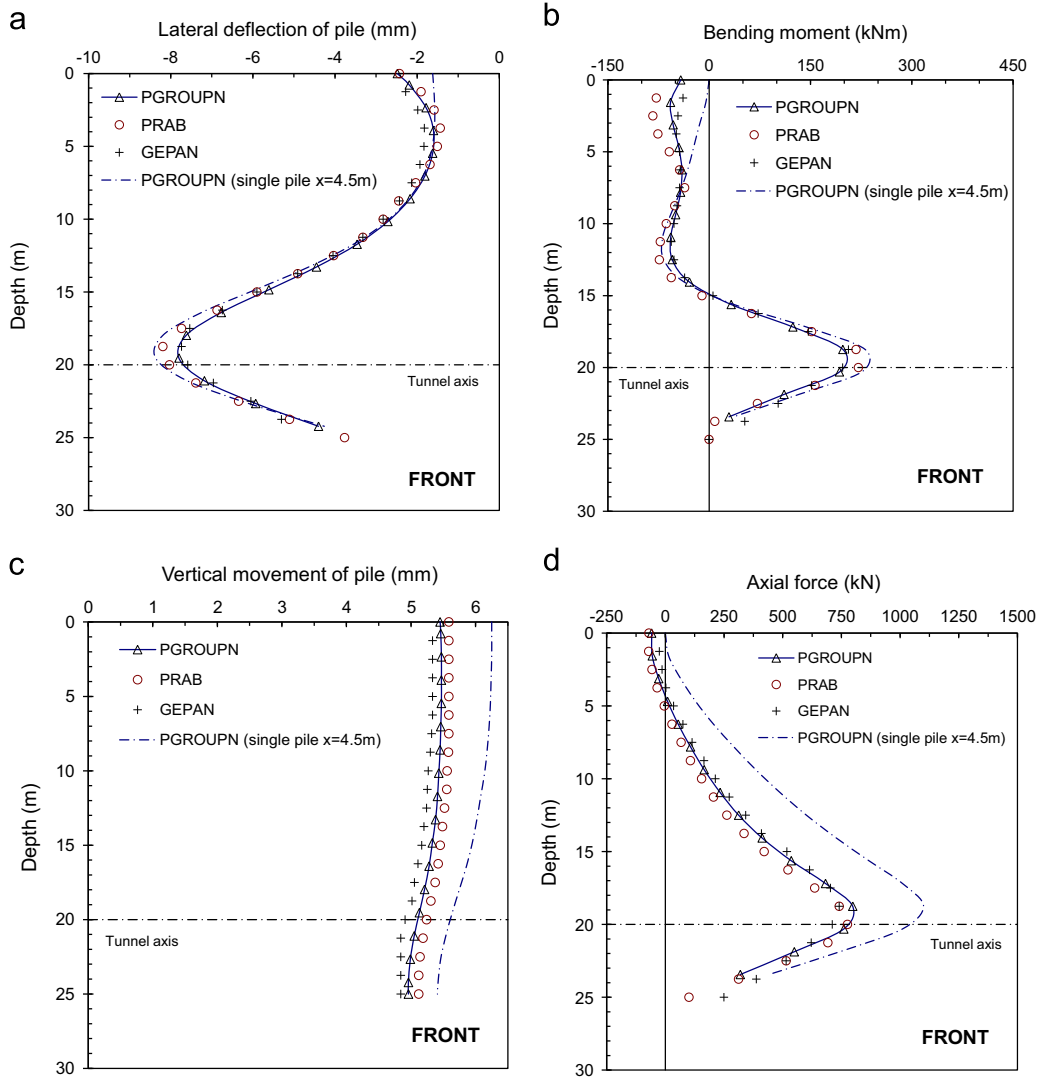 a
Lateral deflection of pile (mm)
-10 -8 -6 -4 -2 0
0
5
10
15
20
25
30
Depth (m)
PGROUPN
PRAB
GEPAN
PGROUPN (single pile x=4.5m)
Tunnel axis
FRONT
b
Bending moment (kNm)
-150 0 150 300 450
0
5
10
15
20
25
30
Depth (m)
PGROUPN
PRAB
GEPAN
PGROUPN (single pile x=4.5m)
Tunnel axis
FRONT
c
Vertical movement of pile (mm)
0 1 2 3 4 5 6
0
5
10
15
20
25
30
Depth (m)
PGROUPN
PRAB
GEPAN
PGROUPN (single pile x=4.5m)
Tunnel axis
FRONT
d
Axial force (kN)
-250 0 250 500 750 1000 1250 1500
0
5
10
15
20
25
30
Depth (m)
PGROUPN
PRAB
GEPAN
PGROUPN (single pile x=4.5m)
Tunnel axis
FRONT